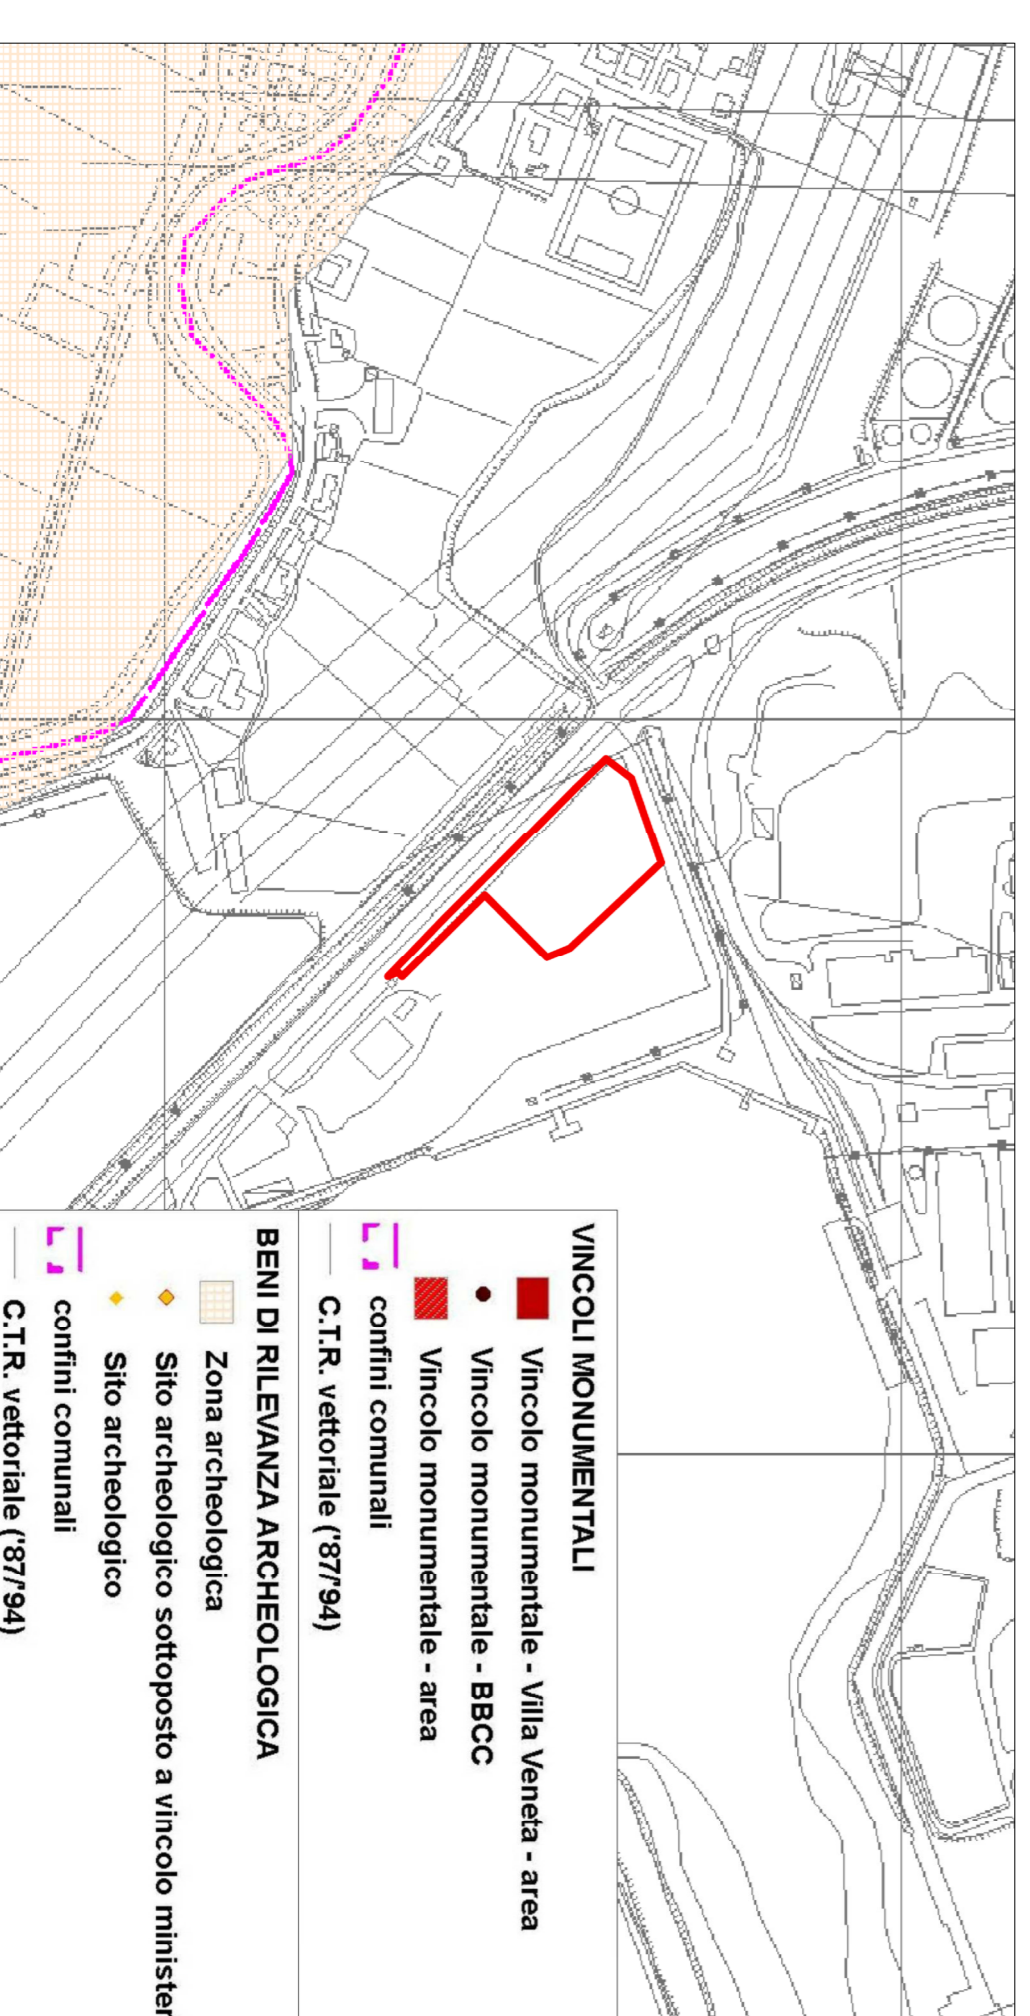 VINCOLI MONUMENTALI
Vincolo monumentale - Villa Veneta - area
Vincolo monumentale - BBCC
Vincolo monumentale - area
confini comunali
C.T.R. vettoriale ('87/'94)
BENI DI RILEVANZA ARCHEOLOGICA
Zona archeologica
Sito archeologico sottoposto a vincolo minister
Sito archeologico
confini comunali
C.T.R. vettoriale ('87/'94)